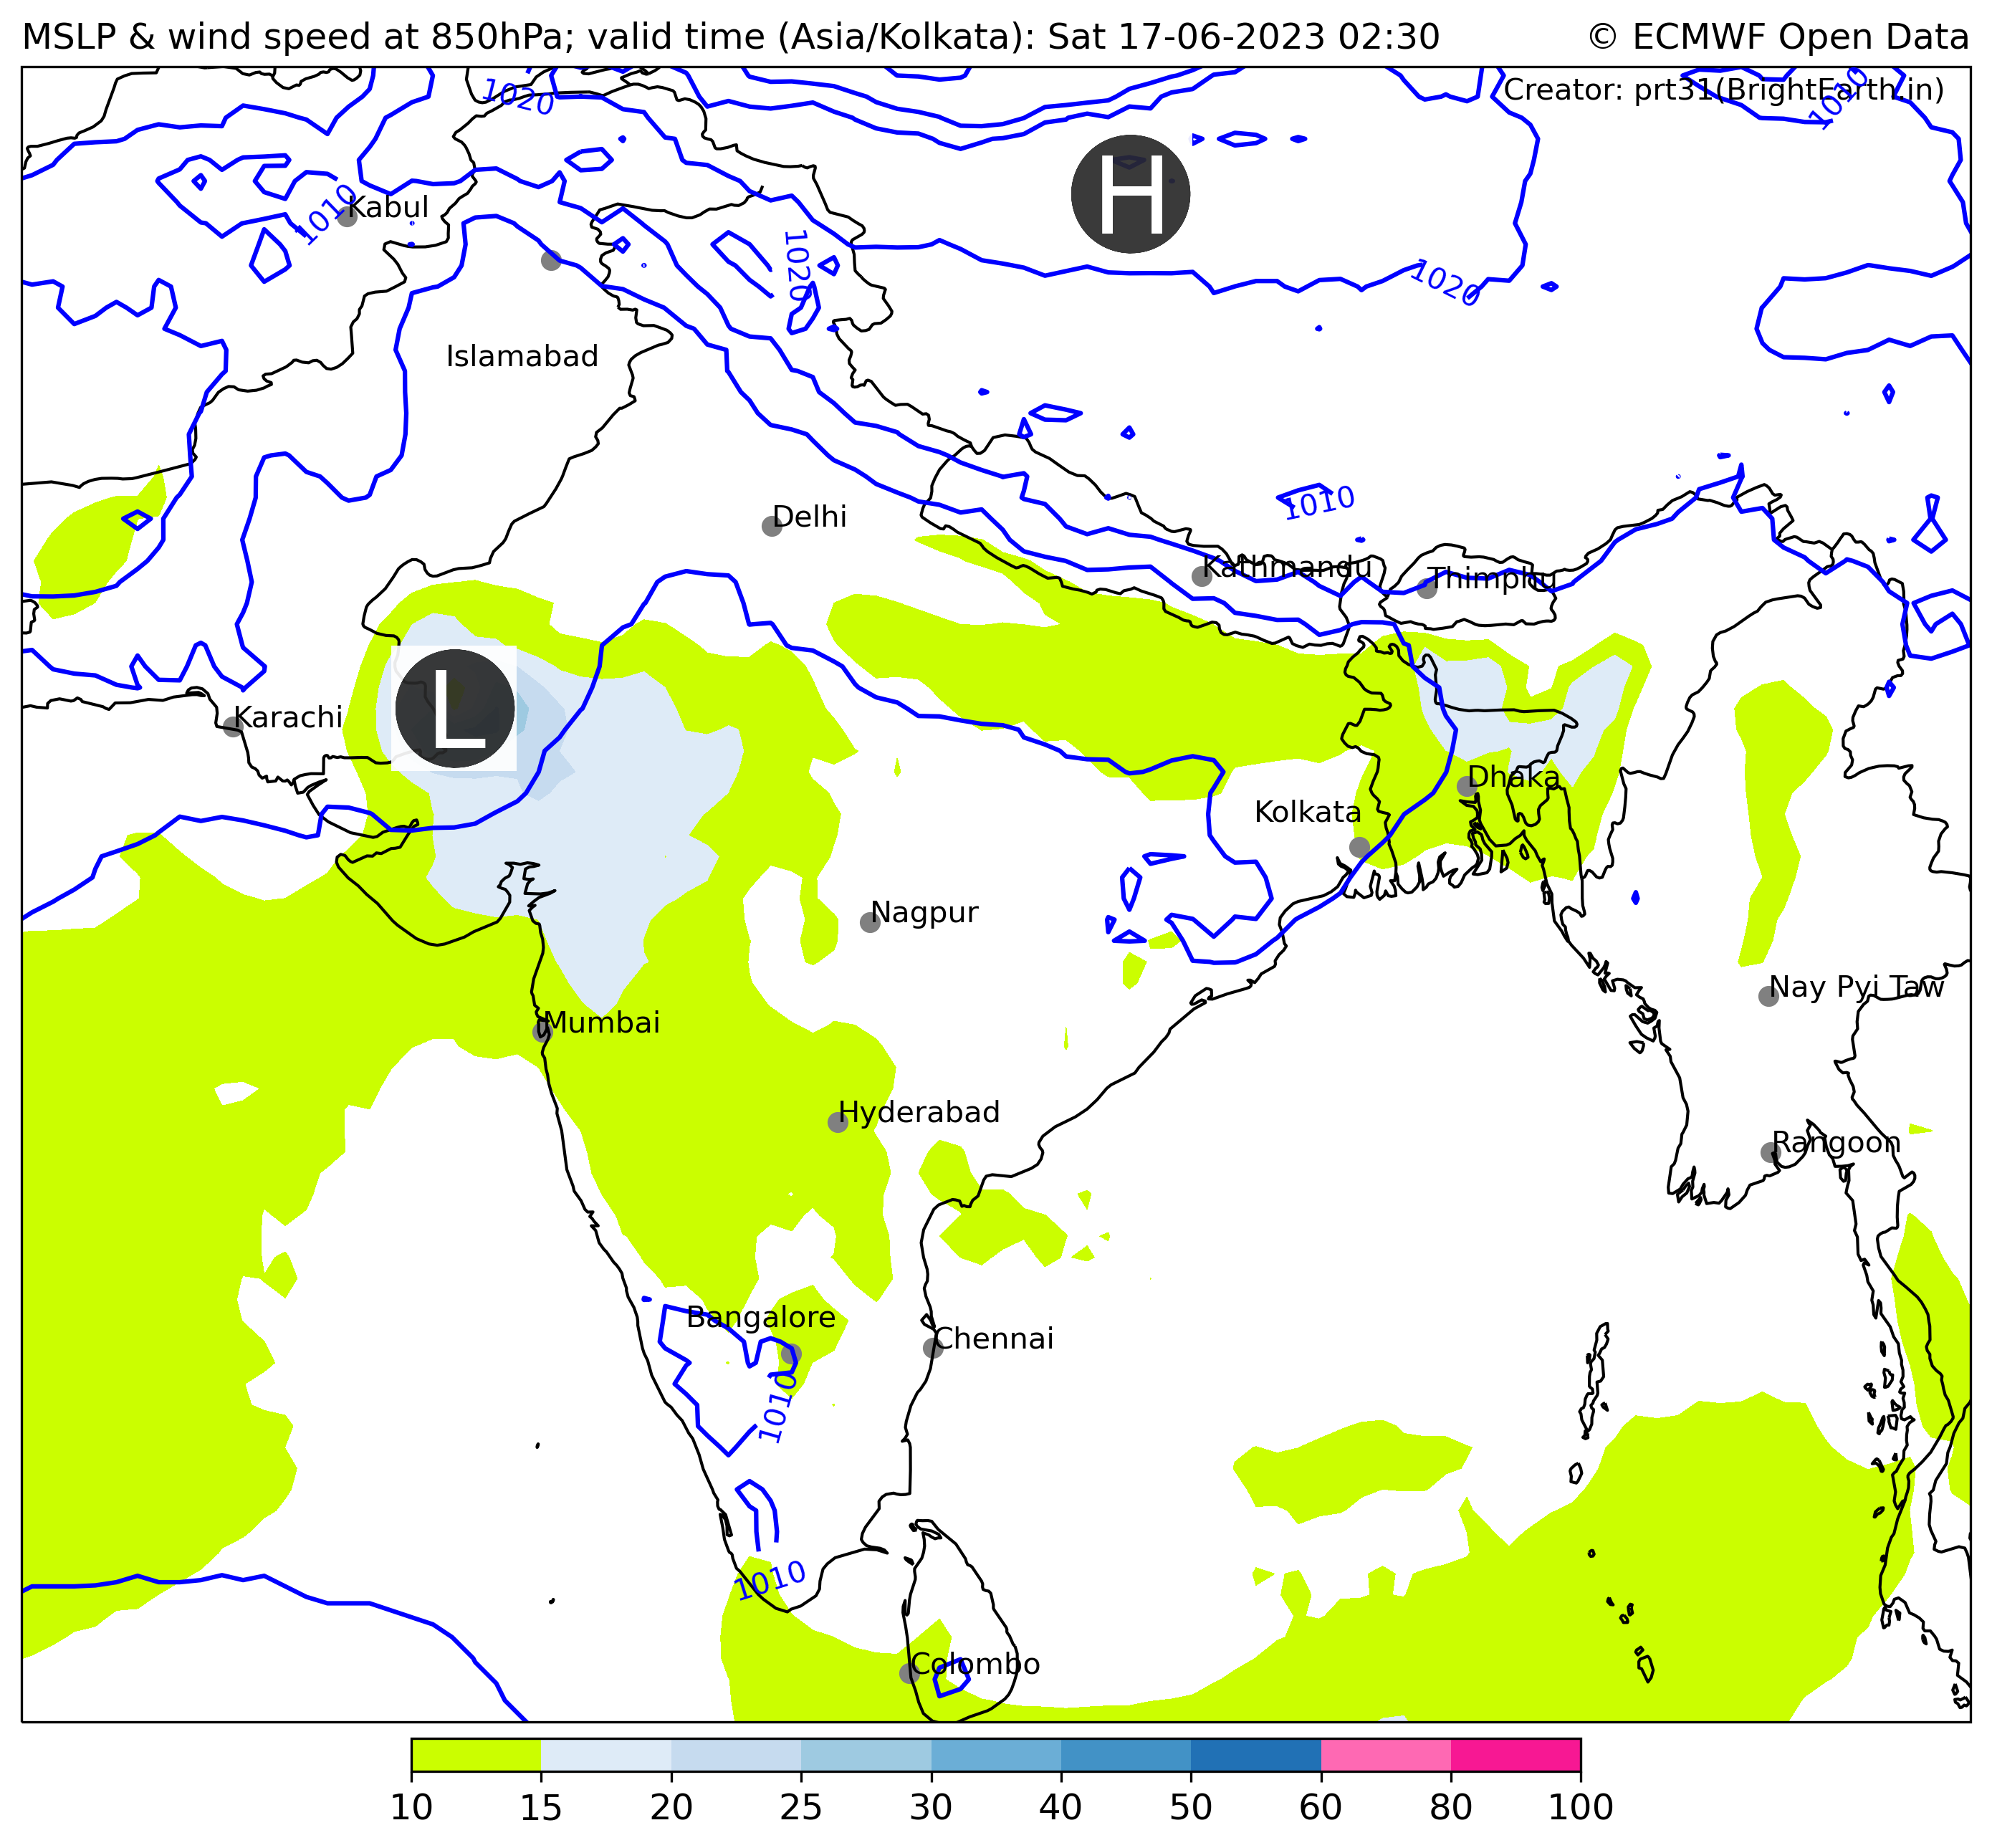 MSLP & wind speed at 850hPa; valid time (Asia/Kolkata): Sat 17-06-2023 02:30
© ECMWF Open Data
Creator: prt31(BrightEarth.in)
1020
1010
H
1010
Kabul
1020
1020
Islamabad
1010
Delhi
Kathmandu
Thimphu
L
Karachi
Dhaka
Kolkata
Nagpur
Nay Pyi Taw
Mumbai
Hyderabad
Rangoon
Bangalore
Chennai
1010
1010
Colombo
10 15 20 25 30 40 50 60 80 100